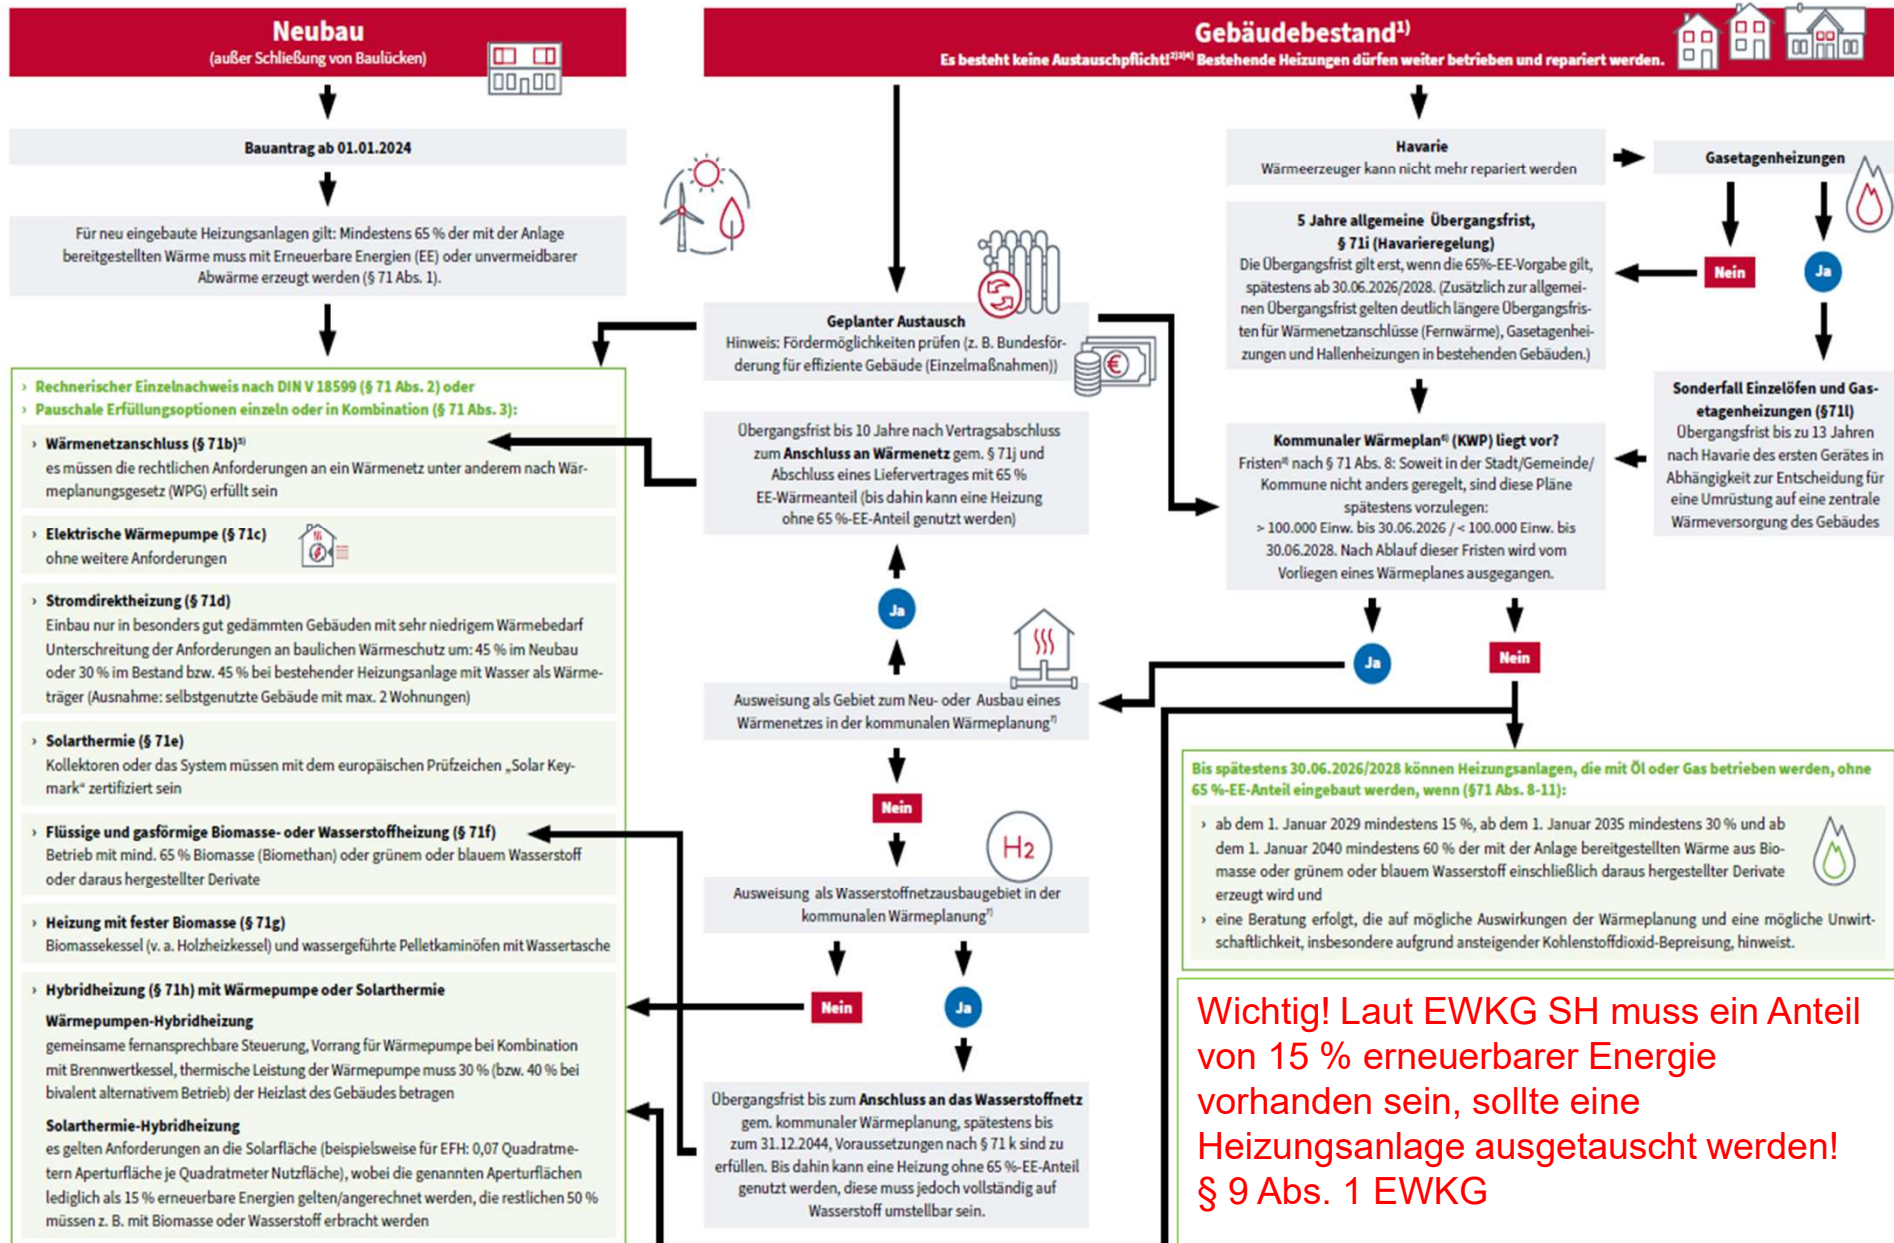 Neubau
(außer Schließung von Baulücken)
Bauantrag ab 01.01.2024
Für neu eingebaute Heizungsanlagen gilt: Mindestens 65 % der mit der Anlage
bereitgestellten Wärme muss mit Erneuerbare Energien (EE) oder unvermeidbarer
Abwärme erzeugt werden (§ 71 Abs. 1).
› Rechnerischer Einzelnachweis nach DIN V 18599 (§ 71 Abs. 2) oder
› Pauschale Erfüllungsoptionen einzeln oder in Kombination (§ 71 Abs. 3):
› Wärmenetzanschluss (§ 71b)⁵⁾
es müssen die rechtlichen Anforderungen an ein Wärmenetz unter anderem nach Wär-
meplanungsgesetz (WPG) erfüllt sein
› Elektrische Wärmepumpe (§ 71c)
ohne weitere Anforderungen
› Stromdirektheizung (§ 71d)
Einbau nur in besonders gut gedämmten Gebäuden mit sehr niedrigem Wärmebedarf
Unterschreitung der Anforderungen an baulichen Wärmeschutz um: 45 % im Neubau
oder 30 % im Bestand bzw. 45 % bei bestehender Heizungsanlage mit Wasser als Wärme-
träger (Ausnahme: selbstgenutzte Gebäude mit max. 2 Wohnungen)
› Solarthermie (§ 71e)
Kollektoren oder das System müssen mit dem europäischen Prüfzeichen „Solar Key-
mark“ zertifiziert sein
› Flüssige und gasförmige Biomasse- oder Wasserstoffheizung (§ 71f)
Betrieb mit mind. 65 % Biomasse (Biomethan) oder grünem oder blauem Wasserstoff
oder daraus hergestellter Derivate
› Heizung mit fester Biomasse (§ 71g)
Biomassekessel (v. a. Holzheizkessel) und wassergeführte Pelletkaminöfen mit Wassertasche
› Hybridheizung (§ 71h) mit Wärmepumpe oder Solarthermie
Wärmepumpen-Hybridheizung
gemeinsame fernansprechbare Steuerung, Vorrang für Wärmepumpe bei Kombination
mit Brennwertkessel, thermische Leistung der Wärmepumpe muss 30 % (bzw. 40 % bei
bivalent alternativem Betrieb) der Heizlast des Gebäudes betragen
Solarthermie-Hybridheizung
es gelten Anforderungen an die Solarfläche (beispielsweise für EFH: 0,07 Quadratme-
tern Aperturfläche je Quadratmeter Nutzfläche), wobei die genannten Aperturflächen
lediglich als 15 % erneuerbare Energien gelten/angerechnet werden, die restlichen 50 %
müssen z. B. mit Biomasse oder Wasserstoff erbracht werden
Gebäudebestand¹⁾
Es besteht keine Austauschpflicht!²⁾³⁾⁴⁾ Bestehende Heizungen dürfen weiter betrieben und repariert werden.
Geplanter Austausch
Hinweis: Fördermöglichkeiten prüfen (z. B. Bundesför-
derung für effiziente Gebäude (Einzelmaßnahmen))
€
Übergangsfrist bis 10 Jahre nach Vertragsabschluss
zum Anschluss an Wärmenetz gem. § 71j und
Abschluss eines Liefervertrages mit 65 %
EE-Wärmeanteil (bis dahin kann eine Heizung
ohne 65 %-EE-Anteil genutzt werden)
Ja
Ausweisung als Gebiet zum Neu- oder Ausbau eines
Wärmenetzes in der kommunalen Wärmeplanung⁷⁾
Nein
H2
Ausweisung als Wasserstoffnetzausbaugebiet in der
kommunalen Wärmeplanung⁷⁾
Nein
Ja
Übergangsfrist bis zum Anschluss an das Wasserstoffnetz
gem. kommunaler Wärmeplanung, spätestens bis
zum 31.12.2044, Voraussetzungen nach § 71 k sind zu
erfüllen. Bis dahin kann eine Heizung ohne 65 %-EE-Anteil
genutzt werden, diese muss jedoch vollständig auf
Wasserstoff umstellbar sein.
Havarie
Wärmeerzeuger kann nicht mehr repariert werden
Gasetagenheizungen
Nein
Ja
5 Jahre allgemeine Übergangsfrist,
§ 71i (Havarieregelung)
Die Übergangsfrist gilt erst, wenn die 65%-EE-Vorgabe gilt,
spätestens ab 30.06.2026/2028. (Zusätzlich zur allgemei-
nen Übergangsfrist gelten deutlich längere Übergangsfris-
ten für Wärmenetzanschlüsse (Fernwärme), Gasetagenhei-
zungen und Hallenheizungen in bestehenden Gebäuden.)
Sonderfall Einzelöfen und Gas-
etagenheizungen (§71l)
Übergangsfrist bis zu 13 Jahren
nach Havarie des ersten Gerätes in
Abhängigkeit zur Entscheidung für
eine Umrüstung auf eine zentrale
Wärmeversorgung des Gebäudes
Kommunaler Wärmeplan⁶⁾ (KWP) liegt vor?
Fristen⁸⁾ nach § 71 Abs. 8: Soweit in der Stadt/Gemeinde/
Kommune nicht anders geregelt, sind diese Pläne
spätestens vorzulegen:
> 100.000 Einw. bis 30.06.2026 / < 100.000 Einw. bis
30.06.2028. Nach Ablauf dieser Fristen wird vom
Vorliegen eines Wärmeplanes ausgegangen.
Ja
Nein
Bis spätestens 30.06.2026/2028 können Heizungsanlagen, die mit Öl oder Gas betrieben werden, ohne
65 %-EE-Anteil eingebaut werden, wenn (§71 Abs. 8-11):
› ab dem 1. Januar 2029 mindestens 15 %, ab dem 1. Januar 2035 mindestens 30 % und ab
dem 1. Januar 2040 mindestens 60 % der mit der Anlage bereitgestellten Wärme aus Bio-
masse oder grünem oder blauem Wasserstoff einschließlich daraus hergestellter Derivate
erzeugt wird und
› eine Beratung erfolgt, die auf mögliche Auswirkungen der Wärmeplanung und eine mögliche Unwirt-
schaftlichkeit, insbesondere aufgrund ansteigender Kohlenstoffdioxid-Bepreisung, hinweist.
Wichtig! Laut EWKG SH muss ein Anteil
von 15 % erneuerbarer Energie
vorhanden sein, sollte eine
Heizungsanlage ausgetauscht werden!
§ 9 Abs. 1 EWKG